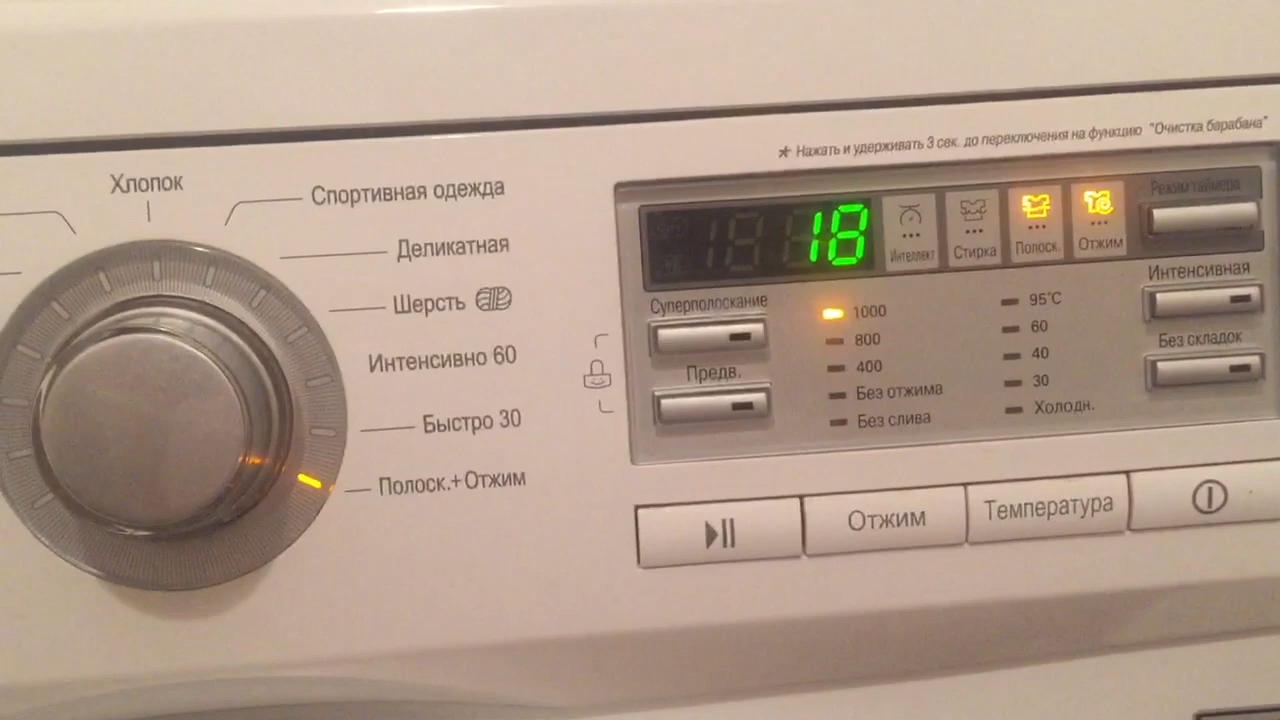 * Нажать и удерживать 3 сек. до переключения на функцию "Очистка барабана"
Хлопок
Спортивная одежда
Деликатная
Шерсть
Интенсивно 60
Быстро 30
Полоск.+Отжим
18
Интеллект
Стирка
Полоск.
Отжим
Режим таймера
Суперполоскание
Предв.
1000
800
400
Без отжима
Без слива
95°C
60
40
30
Холодн.
Интенсивная
Без складок
Отжим
Температура